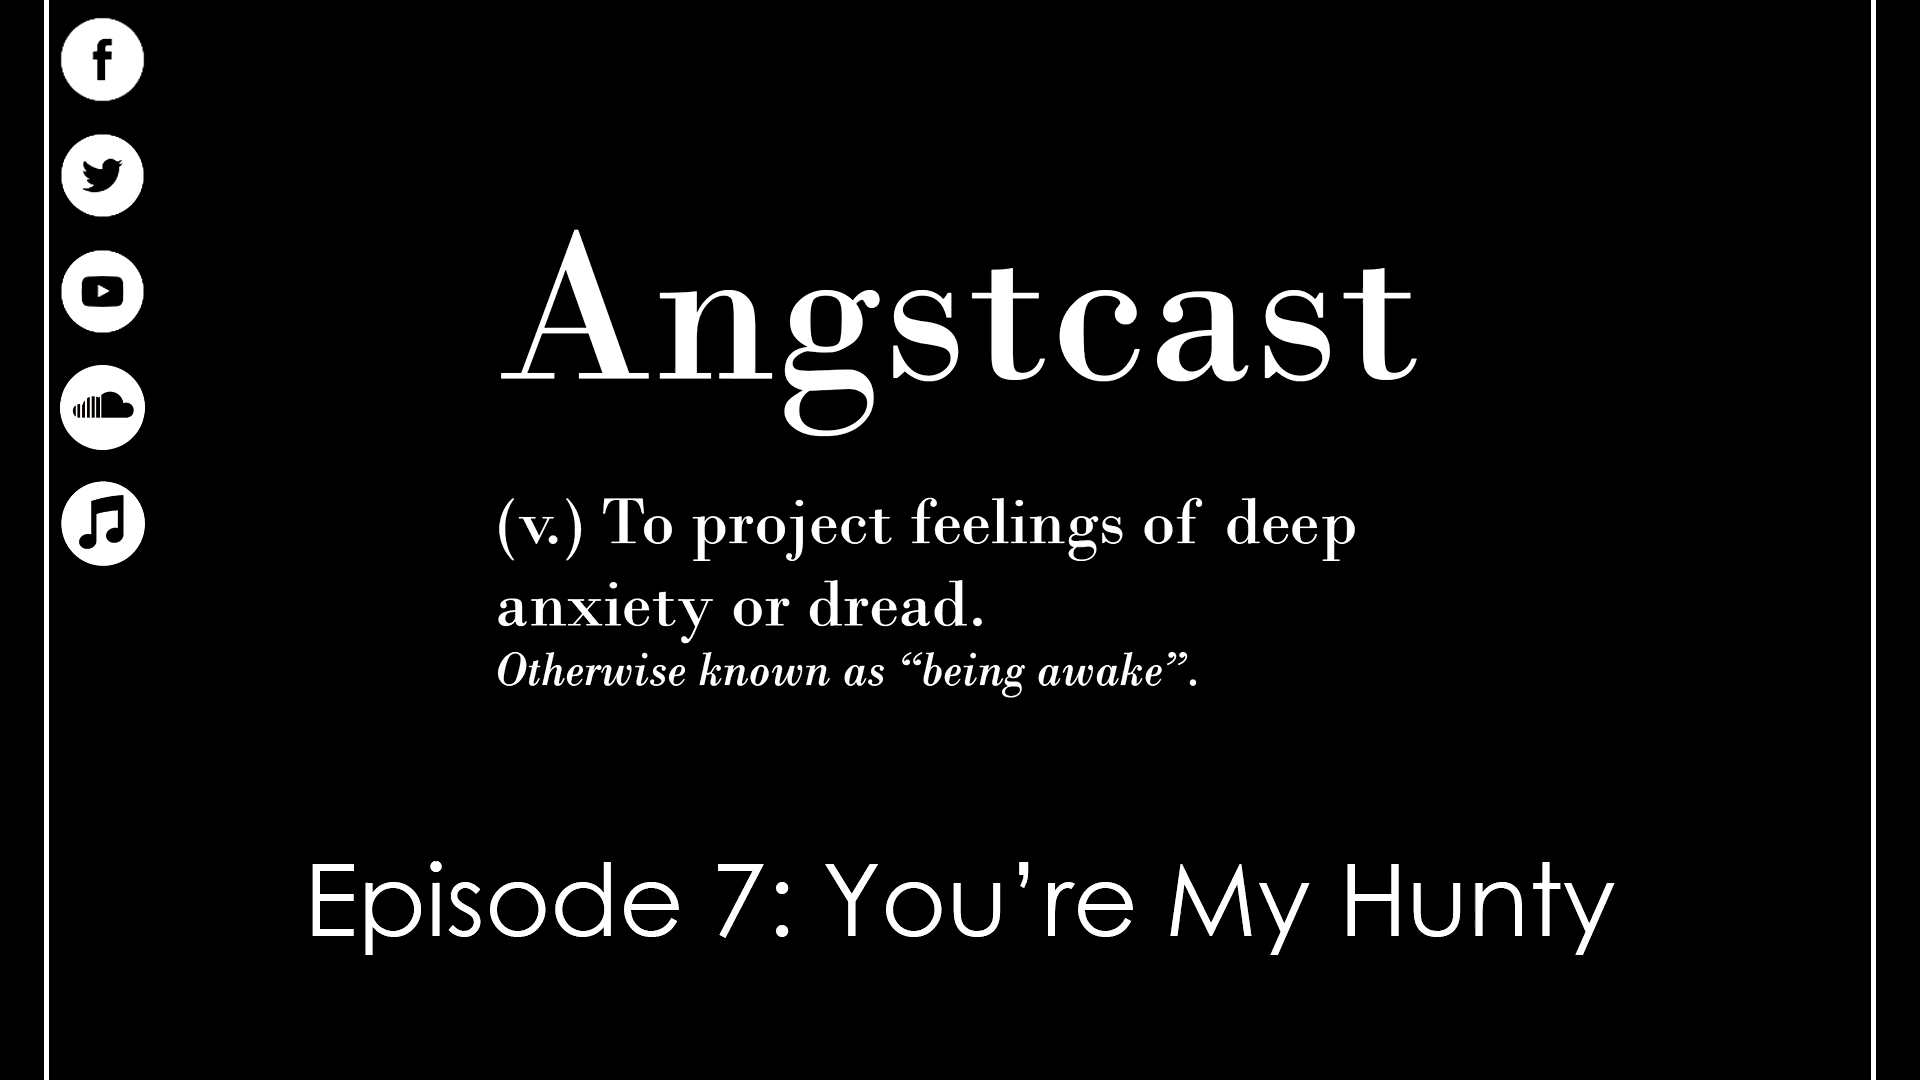 Angstcast
(v.) To project feelings of deep
anxiety or dread.
Otherwise known as “being awake”.
Episode 7: You’re My Hunty